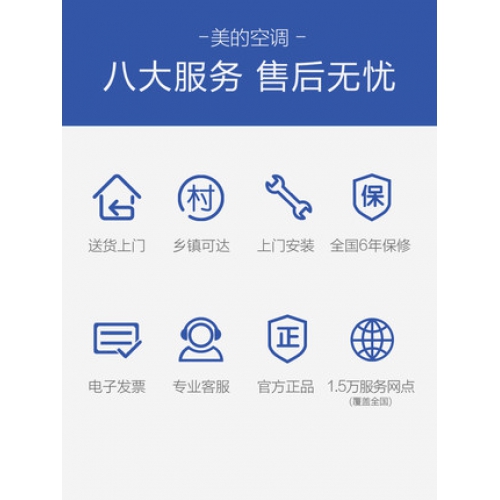 -美的空调-
八大服务 售后无忧
村
保
送货上门
乡镇可达
上门安装
全国6年保修
正
电子发票
专业客服
官方正品
1.5万服务网点
(覆盖全国)